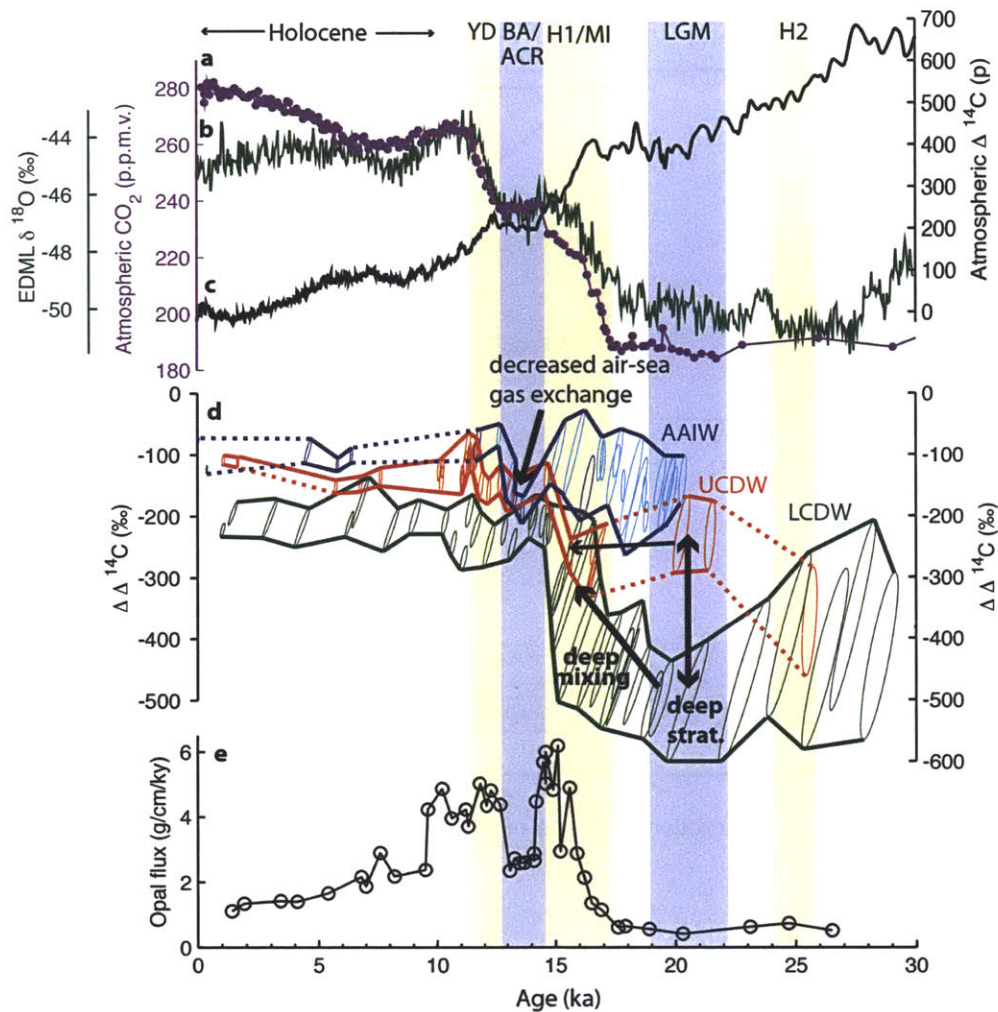 Holocene
YD
BA/
ACR
H1/MI
LGM
H2
a
b
c
EDML δ 18O (‰)
-44
-46
-48
-50
Atmospheric CO2 (p.p.m.v.)
280
260
240
220
200
180
Atmospheric Δ 14C (p)
700
600
500
400
300
200
100
0
decreased air-sea
gas exchange
d
AAIW
UCDW
LCDW
deep
mixing
deep
strat.
Δ Δ 14C (‰)
0
-100
-200
-300
-400
-500
Δ Δ 14C (‰)
0
-100
-200
-300
-400
-500
-600
e
Opal flux (g/cm/ky)
6
4
2
0
0
5
10
15
20
25
30
Age (ka)